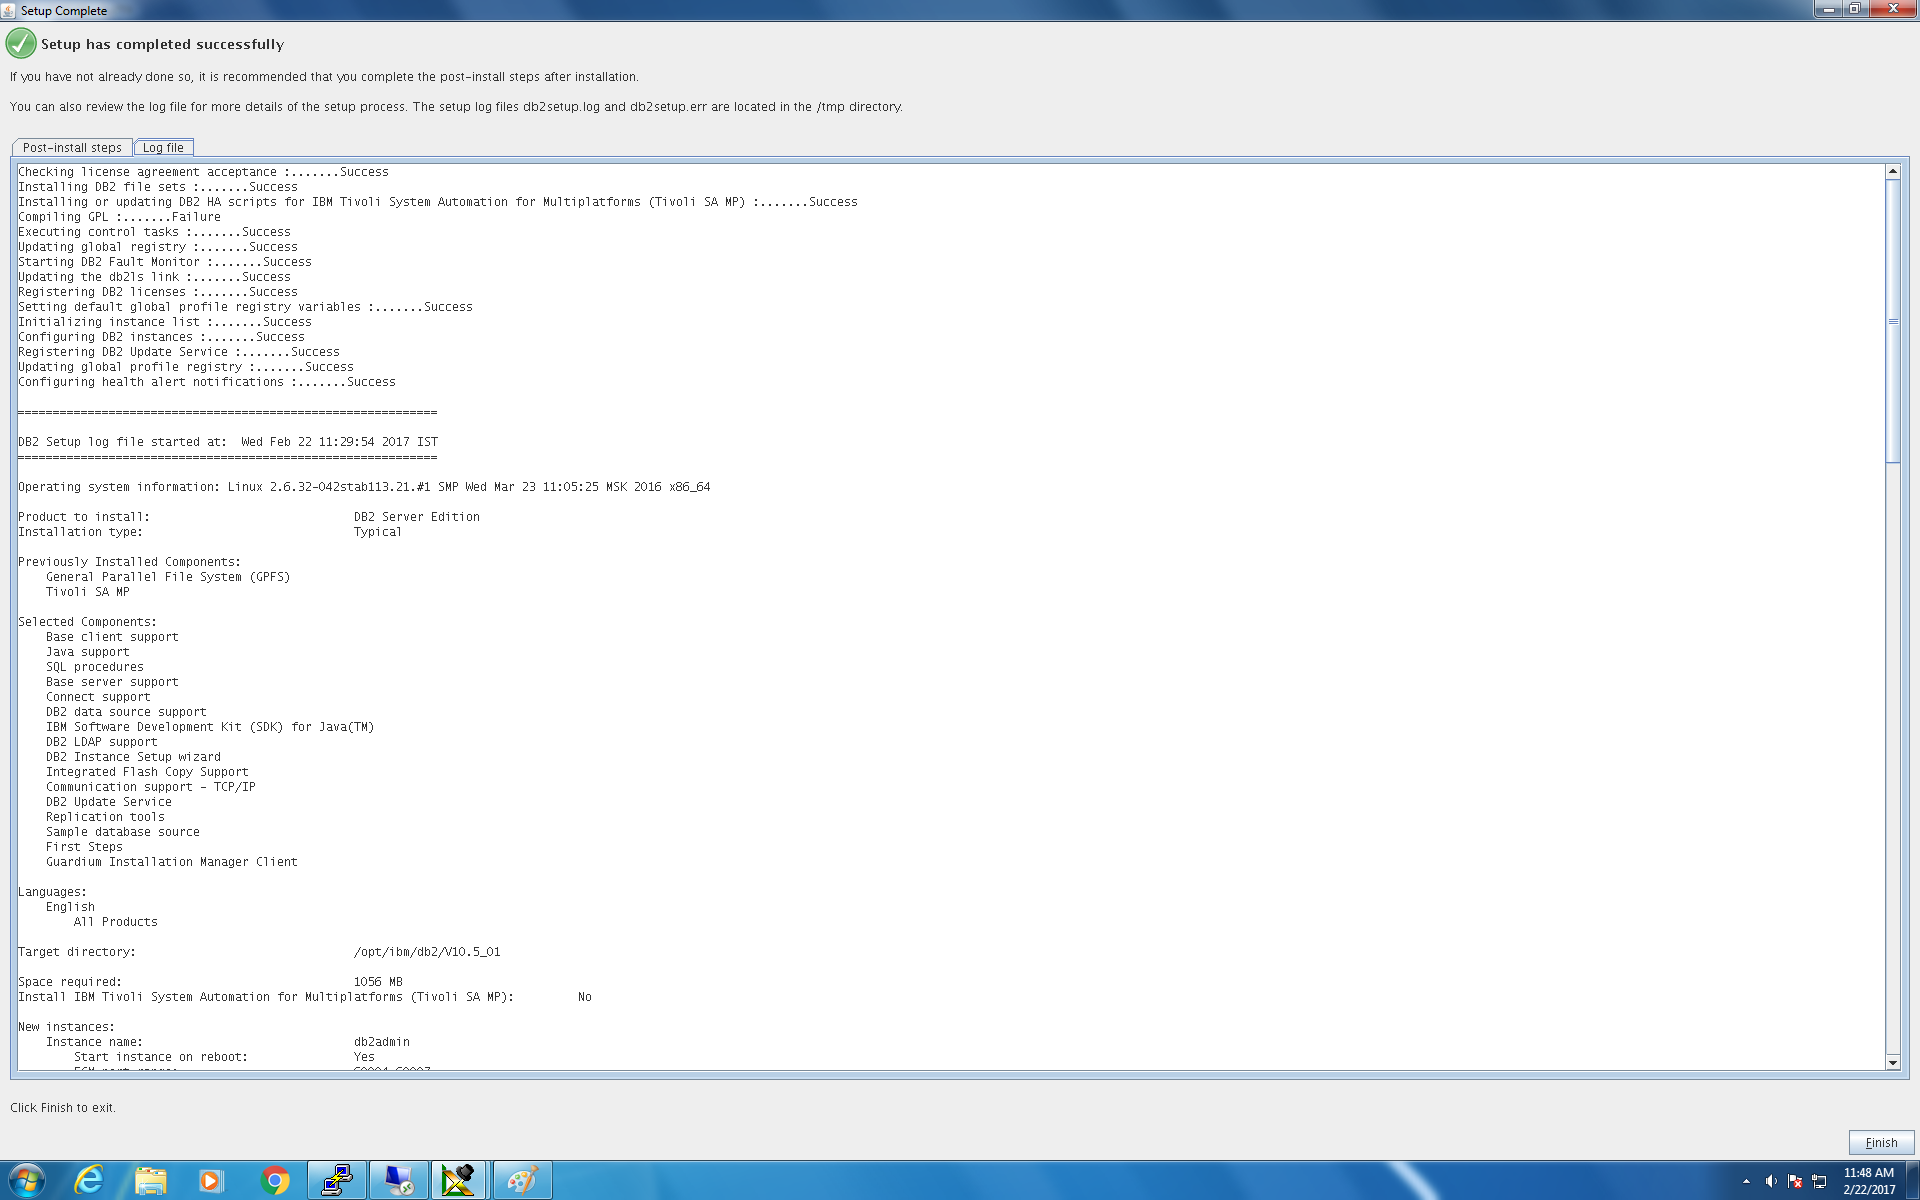 Setup Complete
Setup has completed successfully
If you have not already done so, it is recommended that you complete the post-install steps after installation.
You can also review the log file for more details of the setup process. The setup log files db2setup.log and db2setup.err are located in the /tmp directory.
Post-install steps
Log file
Checking license agreement acceptance :.......Success
Installing DB2 file sets :.......Success
Installing or updating DB2 HA scripts for IBM Tivoli System Automation for Multiplatforms (Tivoli SA MP) :.......Success
Compiling GPL :.......Failure
Executing control tasks :.......Success
Updating global registry :.......Success
Starting DB2 Fault Monitor :.......Success
Updating the db2ls link :.......Success
Registering DB2 licenses :.......Success
Setting default global profile registry variables :.......Success
Initializing instance list :.......Success
Configuring DB2 instances :.......Success
Registering DB2 Update Service :.......Success
Updating global profile registry :.......Success
Configuring health alert notifications :.......Success
============================================================
DB2 Setup log file started at:  Wed Feb 22 11:29:54 2017 IST
============================================================
Operating system information: Linux 2.6.32-042stab113.21.#1 SMP Wed Mar 23 11:05:25 MSK 2016 x86_64
Product to install: DB2 Server Edition
Installation type: Typical
Previously Installed Components:
General Parallel File System (GPFS)
Tivoli SA MP
Selected Components:
Base client support
Java support
SQL procedures
Base server support
Connect support
DB2 data source support
IBM Software Development Kit (SDK) for Java(TM)
DB2 LDAP support
DB2 Instance Setup wizard
Integrated Flash Copy Support
Communication support - TCP/IP
DB2 Update Service
Replication tools
Sample database source
First Steps
Guardium Installation Manager Client
Languages:
English
All Products
Target directory: /opt/ibm/db2/V10.5_01
Space required: 1056 MB
Install IBM Tivoli System Automation for Multiplatforms (Tivoli SA MP): No
New instances:
Instance name: db2admin
Start instance on reboot: Yes
Click Finish to exit.
Finish
11:48 AM
2/22/2017